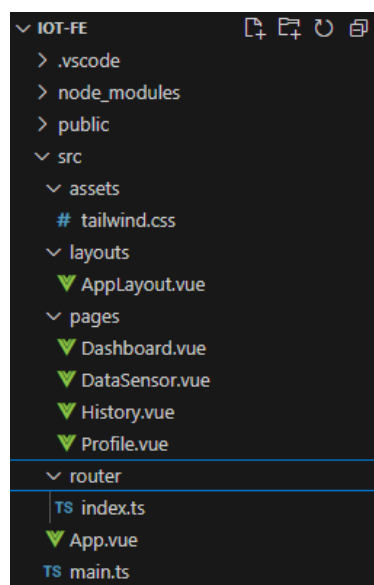 IOT-FE
.vscode
node_modules
public
src
assets
# tailwind.css
layouts
AppLayout.vue
pages
Dashboard.vue
DataSensor.vue
History.vue
Profile.vue
router
TS index.ts
App.vue
TS main.ts